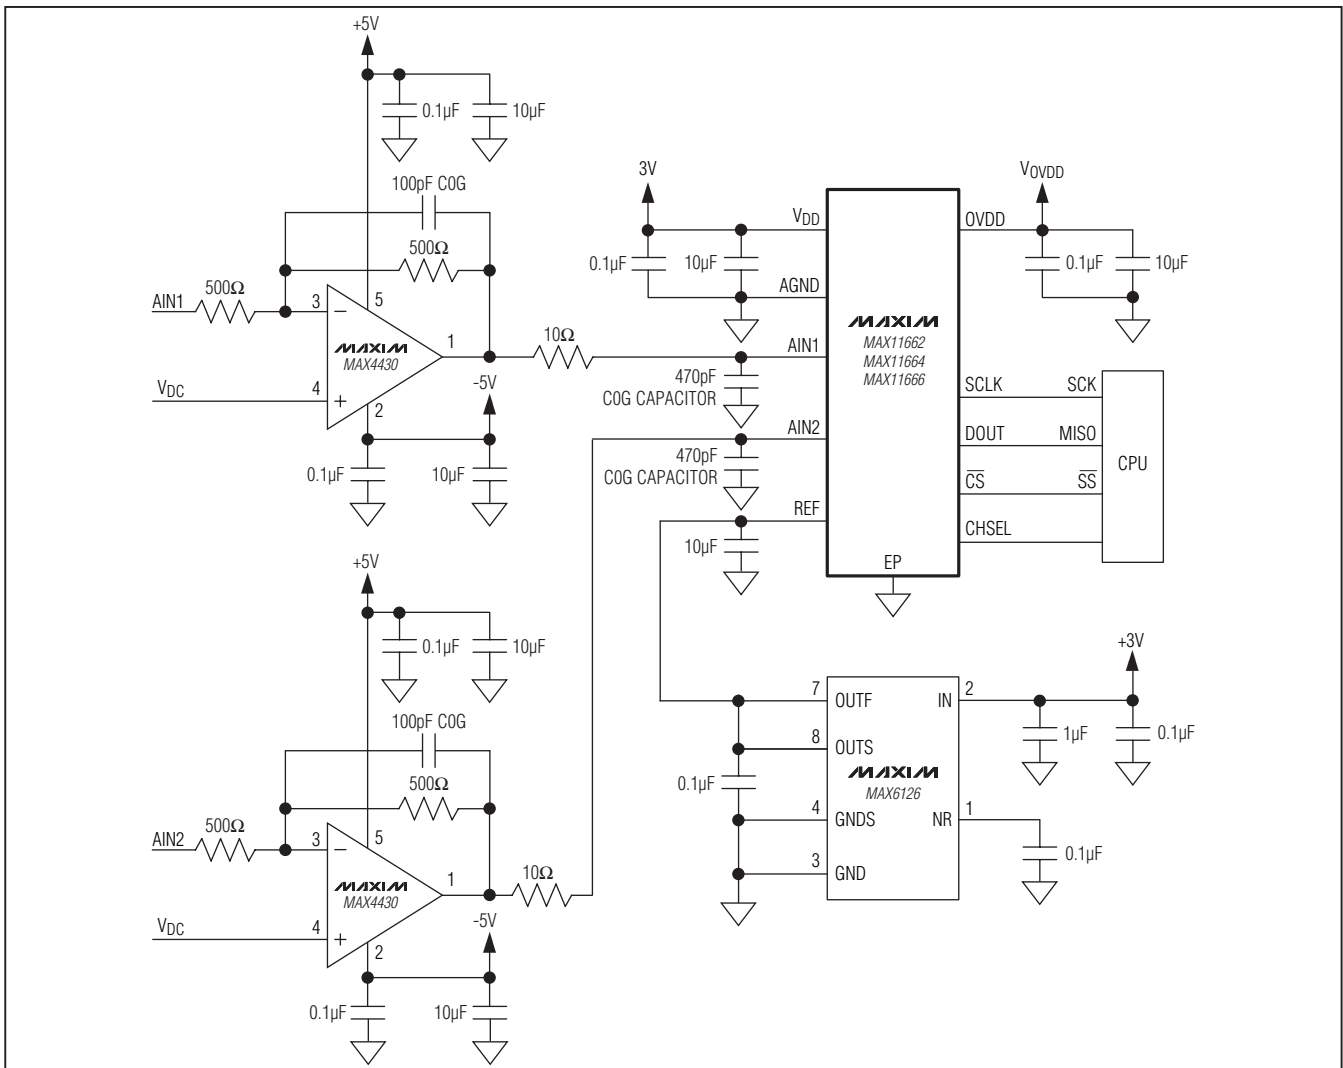 +5V
0.1µF
10µF
100pF C0G
500Ω
500Ω
AIN1
3
−
5
MAXIM
MAX4430
1
10Ω
VDC
4
+
2
-5V
0.1µF
10µF
3V
VOVDD
VDD
OVDD
0.1µF
10µF
0.1µF
10µF
AGND
MAXIM
MAX11662
MAX11664
MAX11666
AIN1
470pF
C0G CAPACITOR
SCLK
SCK
AIN2
470pF
C0G CAPACITOR
DOUT
MISO
CPU
CS
SS
REF
10µF
CHSEL
EP
+5V
0.1µF
10µF
100pF C0G
500Ω
500Ω
AIN2
3
−
5
MAXIM
MAX4430
1
10Ω
VDC
4
+
2
-5V
0.1µF
10µF
+3V
7
OUTF
IN
2
1µF
0.1µF
8
OUTS
MAXIM
MAX6126
0.1µF
4
GNDS
NR
1
0.1µF
3
GND